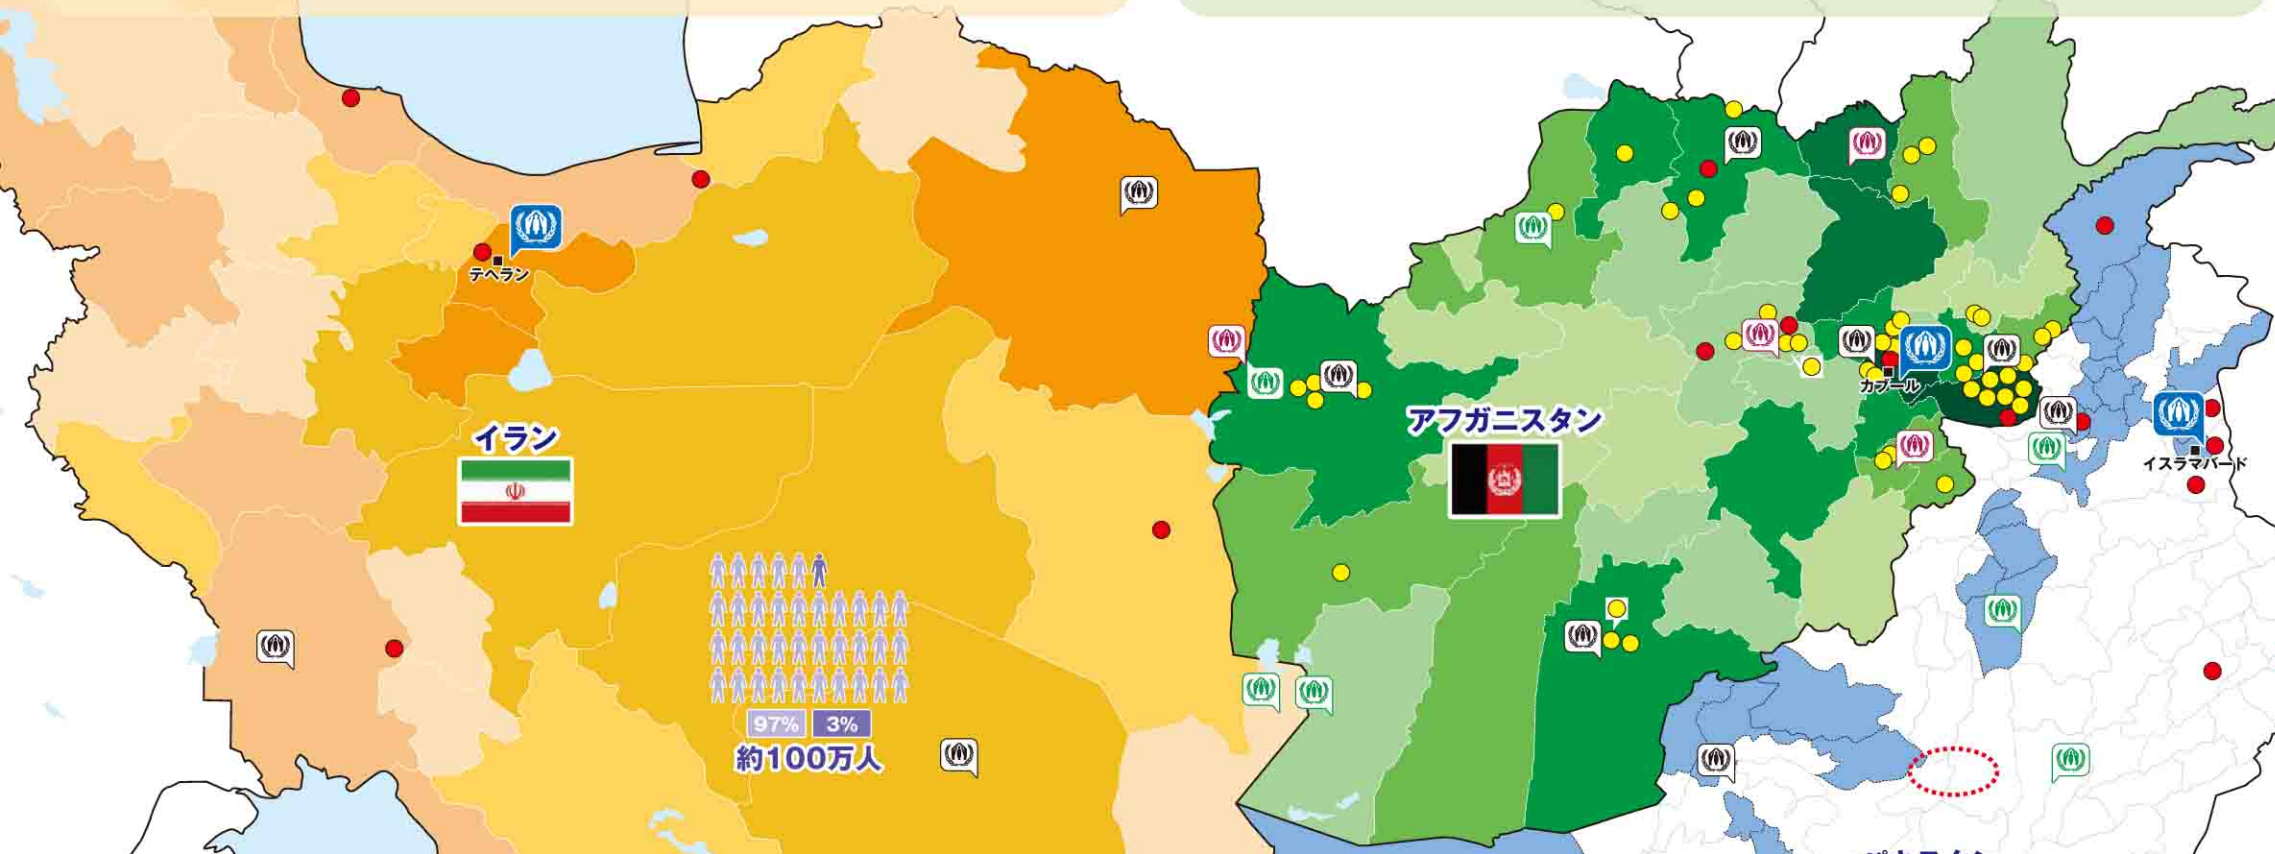 テヘラン
イラン
アフガニスタン
カブール
イスラマバード
97% 3%
約100万人